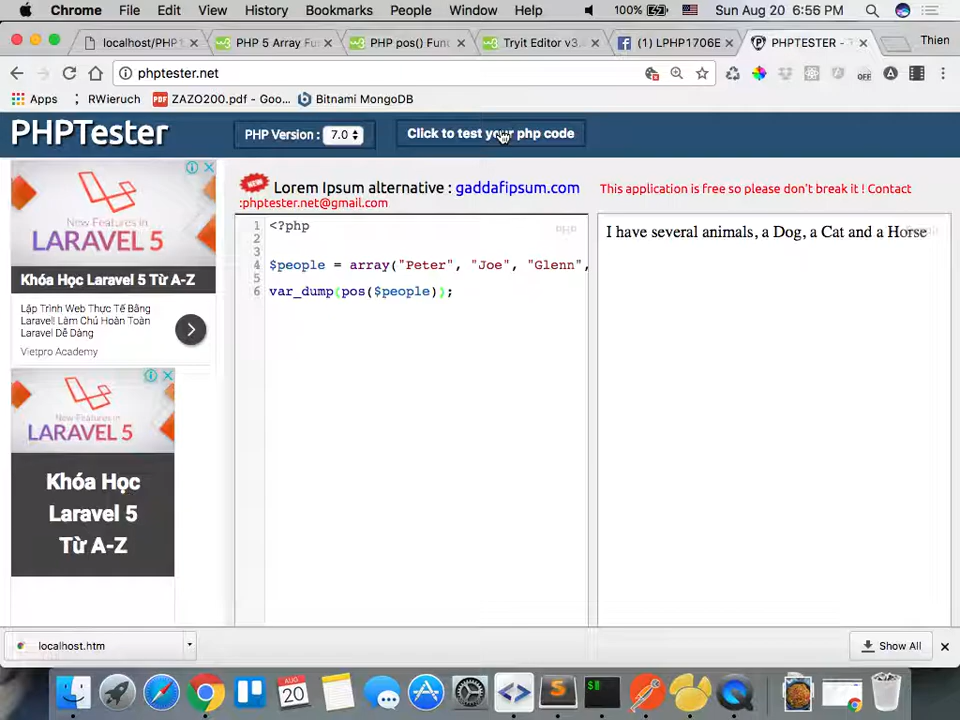 Chrome File Edit View History Bookmarks People Window Help 100% Sun Aug 20 6:56 PM
localhost/PHP1 PHP 5 Array Fu PHP pos() Fun Tryit Editor v3. (1) LPHP1706E PHPTESTER - Thien
phptester.net OFF A
Apps RWieruch ZAZO200.pdf - Goo... Bitnami MongoDB
PHPTester PHP Version : 7.0 Click to test your php code
NEW Lorem Ipsum alternative : gaddafipsum.com This application is free so please don't break it ! Contact
:phptester.net@gmail.com
1 <?php
2
3
4 $people = array("Peter", "Joe", "Glenn",
5
6 var_dump(pos($people));
php
I have several animals, a Dog, a Cat and a Horse
New Features in
LARAVEL 5
Khóa Học Laravel 5 Từ A-Z
Lập Trình Web Thực Tế Bằng
Laravel! Làm Chủ Hoàn Toàn
Laravel Dễ Dàng
Vietpro Academy
New Features in
LARAVEL 5
Khóa Học
Laravel 5
Từ A-Z
localhost.htm Show All
AUG
20